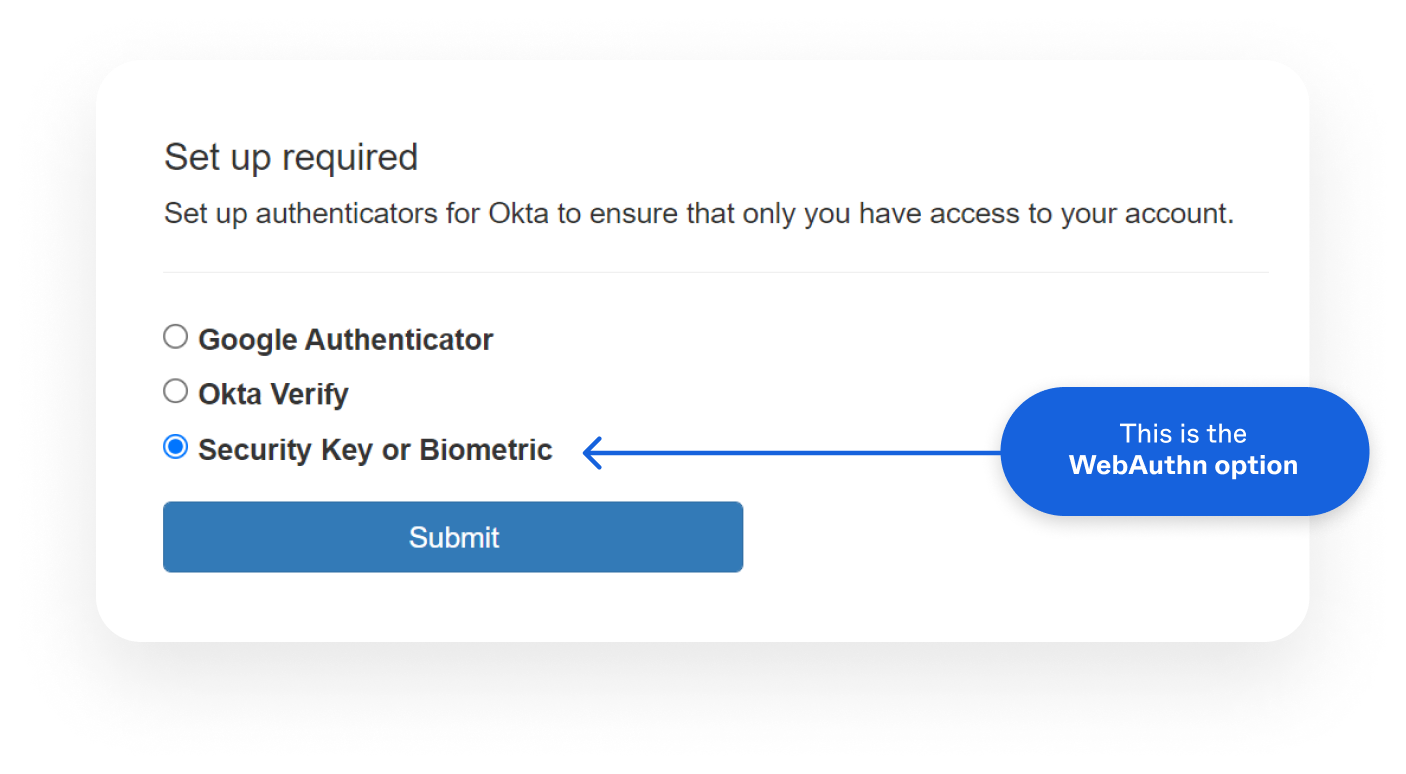 Set up required
Set up authenticators for Okta to ensure that only you have access to your account.
Google Authenticator
Okta Verify
Security Key or Biometric
This is the
WebAuthn option
Submit